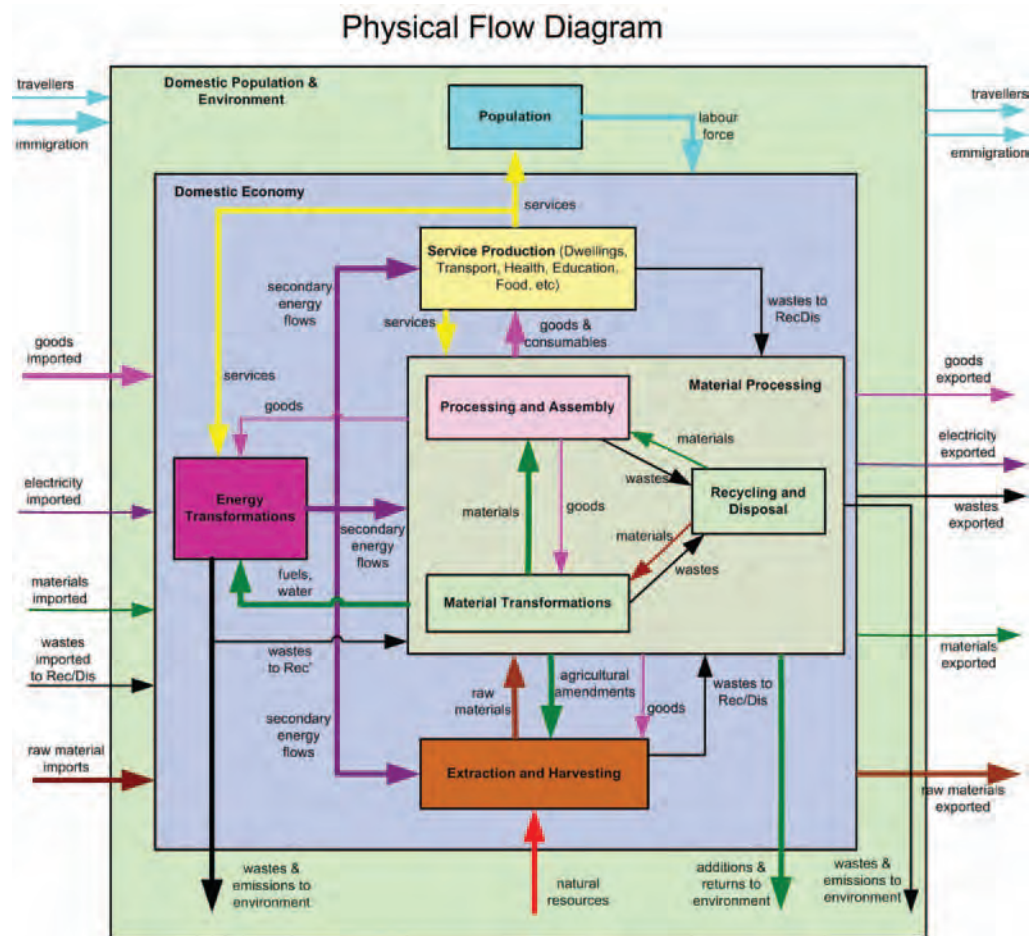 Physical Flow Diagram
travellers
immigration
Domestic Population &
Environment
Population
labour
force
travellers
emmigration
Domestic Economy
services
Service Production (Dwellings,
Transport, Health, Education,
Food, etc)
secondary
energy
flows
wastes to
RecDis
services
goods &
consumables
goods
imported
services
goods
Material Processing
Processing and Assembly
materials
goods
exported
electricity
exported
electricity
imported
Energy
Transformations
secondary
energy
flows
materials
goods
wastes
Recycling and
Disposal
wastes
exported
materials
wastes
materials
imported
fuels,
water
Material Transformations
materials
exported
wastes
imported
to Rec/Dis
wastes
to Rec'
raw
materials
agricultural
amendments
goods
wastes to
Rec/Dis
secondary
energy
flows
raw material
imports
Extraction and Harvesting
raw materials
exported
wastes &
emissions to
environment
natural
resources
additions &
returns to
environment
wastes &
emissions to
environment